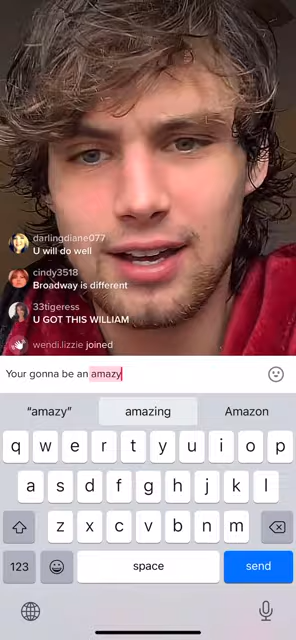 darlingdiane077
U will do well
cindy3518
Broadway is different
33tigeress
U GOT THIS WILLIAM
wendi.lizzie joined
Your gonna be an amazy
“amazy” amazing Amazon
q w e r t y u i o p
a s d f g h j k l
z x c v b n m
123 space send